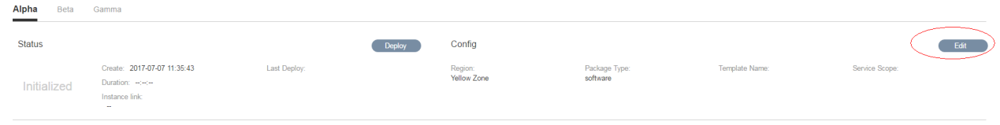 Alpha Beta Gamma
Status Deploy Config Edit
Create: 2017-07-07 11:35:43 Last Deploy: Region: Package Type: Template Name: Service Scope:
Yellow Zone software
Initialized Duration: --:--:--
Instance link:
--